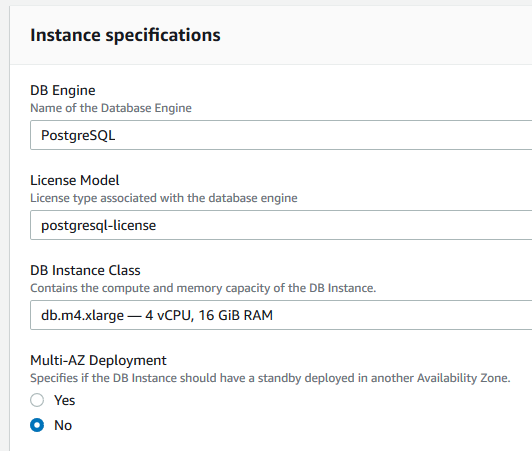 Instance specifications
DB Engine
Name of the Database Engine
PostgreSQL
License Model
License type associated with the database engine
postgresql-license
DB Instance Class
Contains the compute and memory capacity of the DB Instance.
db.m4.xlarge — 4 vCPU, 16 GiB RAM
Multi-AZ Deployment
Specifies if the DB Instance should have a standby deployed in another Availability Zone.
Yes
No